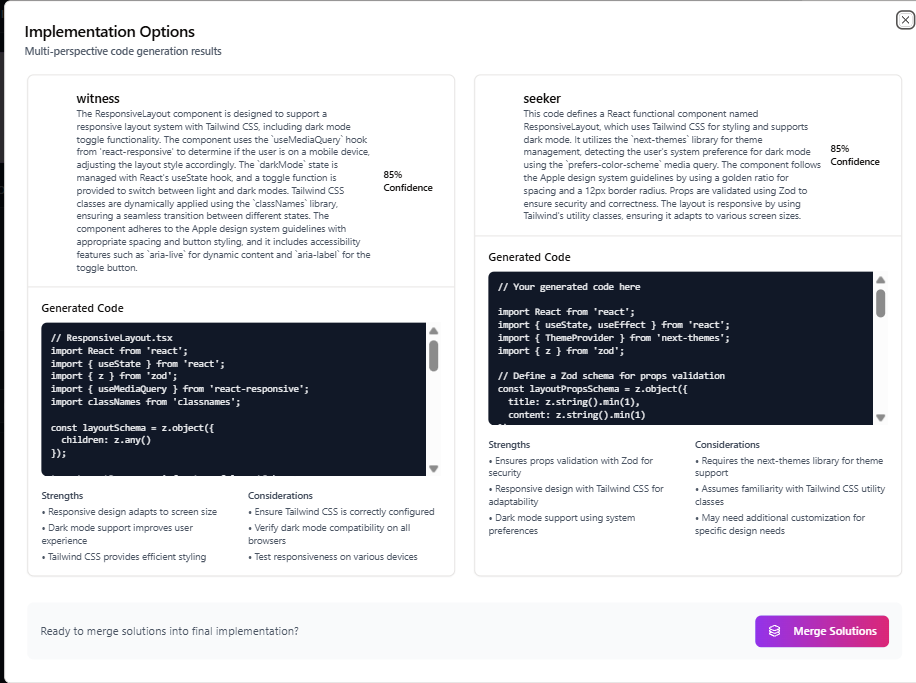 Implementation Options
Multi-perspective code generation results
witness
The ResponsiveLayout component is designed to support a
responsive layout system with Tailwind CSS, including dark mode
toggle functionality. The component uses the `useMediaQuery` hook
from 'react-responsive' to determine if the user is on a mobile device,
adjusting the layout style accordingly. The `darkMode` state is
managed with React's useState hook, and a toggle function is
provided to switch between light and dark modes. Tailwind CSS
classes are dynamically applied using the `classNames` library,
ensuring a seamless transition between different states. The
component adheres to the Apple design system guidelines with
appropriate spacing and button styling, and it includes accessibility
features such as `aria-live` for dynamic content and `aria-label` for the
toggle button.
85%
Confidence
Generated Code
// ResponsiveLayout.tsx
import React from 'react';
import { useState } from 'react';
import { z } from 'zod';
import { useMediaQuery } from 'react-responsive';
import classNames from 'classnames';
const layoutSchema = z.object({
children: z.any()
});
Strengths
• Responsive design adapts to screen size
• Dark mode support improves user
experience
• Tailwind CSS provides efficient styling
Considerations
• Ensure Tailwind CSS is correctly configured
• Verify dark mode compatibility on all
browsers
• Test responsiveness on various devices
seeker
This code defines a React functional component named
ResponsiveLayout, which uses Tailwind CSS for styling and supports
dark mode. It utilizes the `next-themes` library for theme
management, detecting the user's system preference for dark mode
using the `prefers-color-scheme` media query. The component follows
the Apple design system guidelines by using a golden ratio for
spacing and a 12px border radius. Props are validated using Zod to
ensure security and correctness. The layout is responsive by using
Tailwind's utility classes, ensuring it adapts to various screen sizes.
85%
Confidence
Generated Code
// Your generated code here
import React from 'react';
import { useState, useEffect } from 'react';
import { ThemeProvider } from 'next-themes';
import { z } from 'zod';
// Define a Zod schema for props validation
const layoutPropsSchema = z.object({
title: z.string().min(1),
content: z.string().min(1)
Strengths
• Ensures props validation with Zod for
security
• Responsive design with Tailwind CSS for
adaptability
• Dark mode support using system
preferences
Considerations
• Requires the next-themes library for theme
support
• Assumes familiarity with Tailwind CSS utility
classes
• May need additional customization for
specific design needs
Ready to merge solutions into final implementation?
Merge Solutions